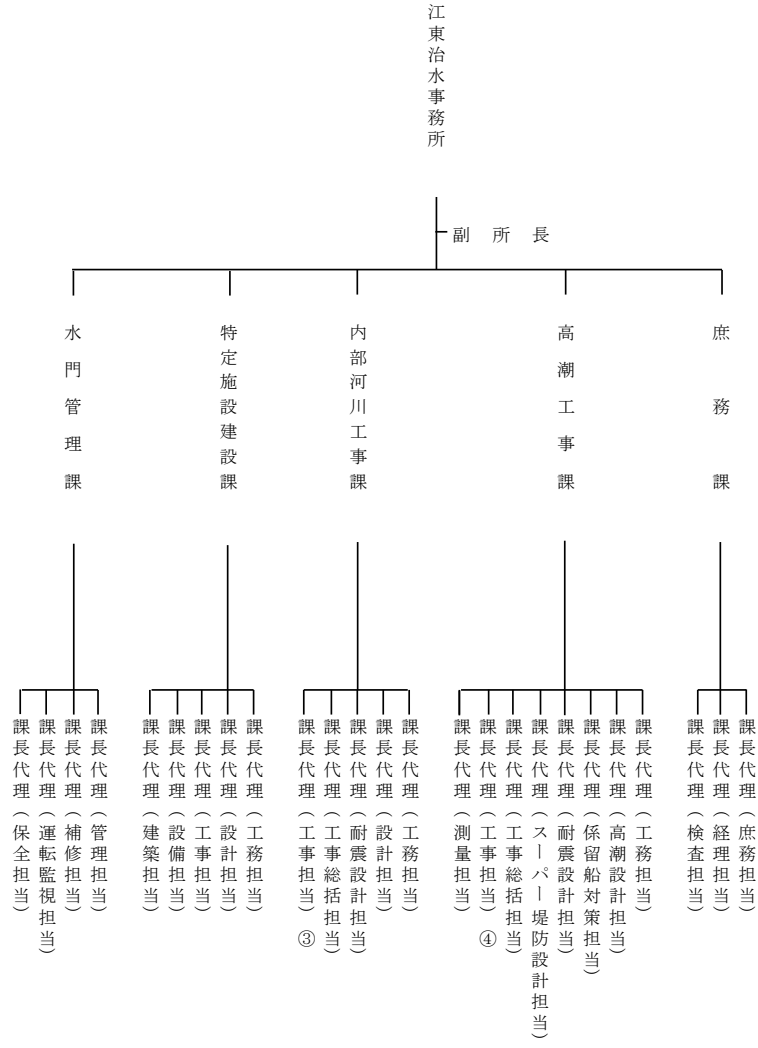 江東治水事務所
副所長
庶務課
高潮工事課
内部河川工事課
特定施設建設課
水門管理課
課長代理（庶務担当）
課長代理（経理担当）
課長代理（検査担当）
課長代理（工務担当）
課長代理（高潮設計担当）
課長代理（係留船対策担当）
課長代理（耐震設計担当）
課長代理（スーパー堤防設計担当）
課長代理（工事総括担当）
課長代理（工事担当）④
課長代理（測量担当）
課長代理（工務担当）
課長代理（設計担当）
課長代理（耐震設計担当）
課長代理（工事総括担当）
課長代理（工事担当）③
課長代理（工務担当）
課長代理（設計担当）
課長代理（工事担当）
課長代理（設備担当）
課長代理（建築担当）
課長代理（管理担当）
課長代理（補修担当）
課長代理（運転監視担当）
課長代理（保全担当）